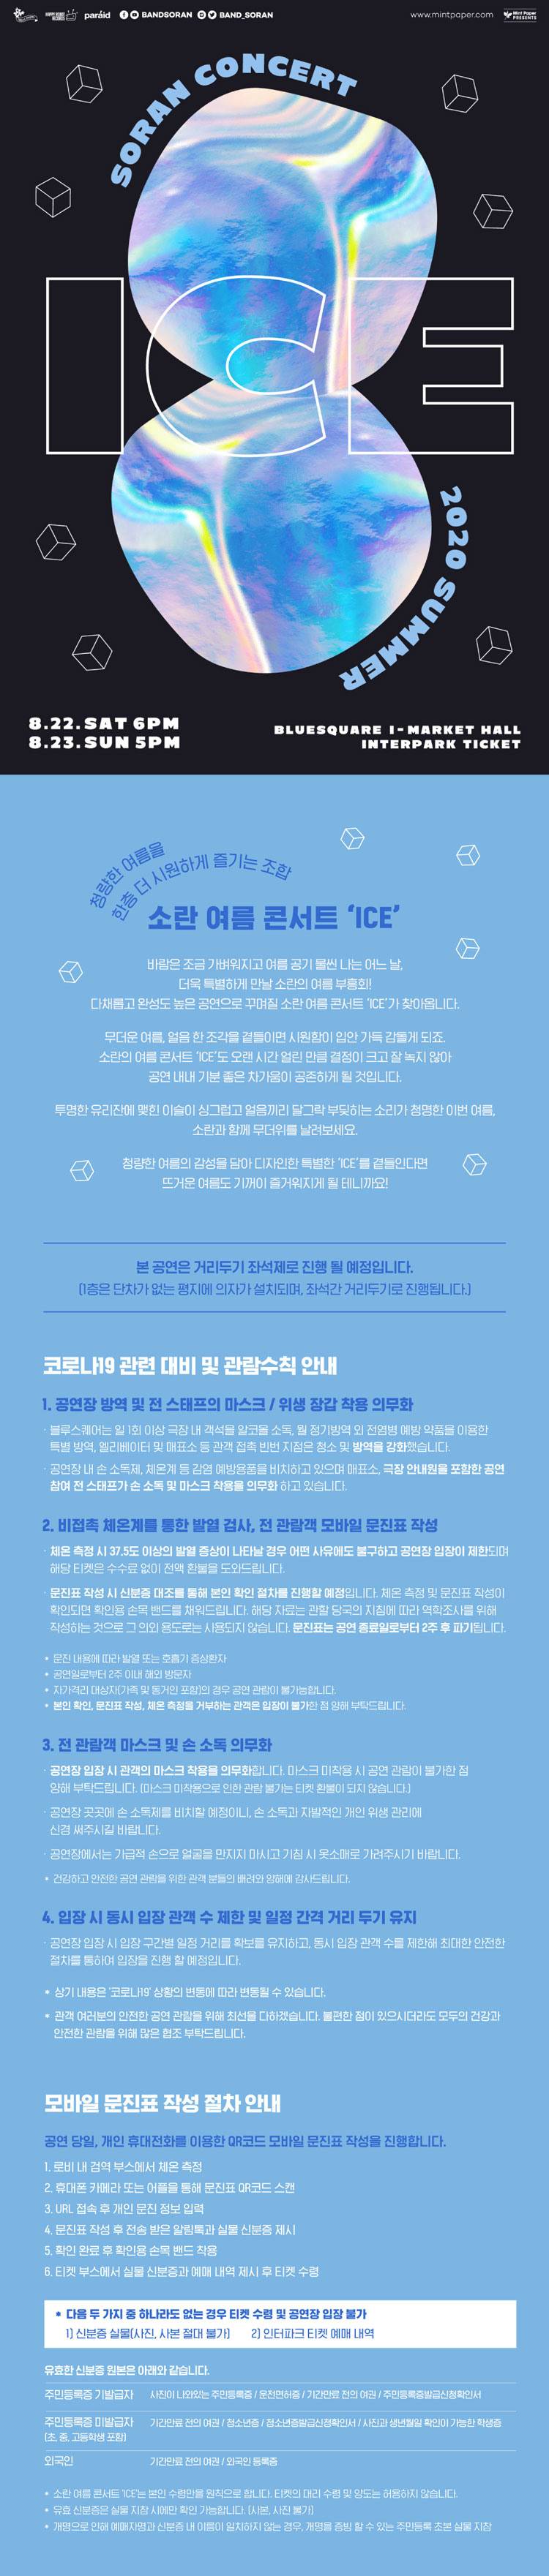 HAPPY ROBOT RECORDS
paráid
BANDSORAN
BAND_SORAN
www.mintpaper.com
Mint Paper PRESENTS
SORAN CONCERT
ICE
2020 SUMMER
8.22.SAT 6PM
8.23.SUN 5PM
BLUESQUARE I-MARKET HALL
INTERPARK TICKET
청량한 여름을
한층 더 시원하게 즐기는 조합
소란 여름 콘서트 ‘ICE’
바람은 조금 가벼워지고 여름 공기 물씬 나는 어느 날,
더욱 특별하게 만날 소란의 여름 부흥회!
다채롭고 완성도 높은 공연으로 꾸며질 소란 여름 콘서트 ‘ICE’가 찾아옵니다.
무더운 여름, 얼음 한 조각을 곁들이면 시원함이 입안 가득 감돌게 되죠.
소란의 여름 콘서트 ‘ICE’도 오랜 시간 얼린 만큼 결정이 크고 잘 녹지 않아
공연 내내 기분 좋은 차가움이 공존하게 될 것입니다.
투명한 유리잔에 맺힌 이슬이 싱그럽고 얼음끼리 달그락 부딪히는 소리가 청명한 이번 여름,
소란과 함께 무더위를 날려보세요.
청량한 여름의 감성을 담아 디자인한 특별한 ‘ICE’를 곁들인다면
뜨거운 여름도 기꺼이 즐거워지게 될 테니까요!
본 공연은 거리두기 좌석제로 진행 될 예정입니다.
(1층은 단차가 없는 평지에 의자가 설치되며, 좌석간 거리두기로 진행됩니다.)
코로나19 관련 대비 및 관람수칙 안내
1. 공연장 방역 및 전 스태프의 마스크 / 위생 장갑 착용 의무화
· 블루스퀘어는 일 1회 이상 극장 내 객석을 알코올 소독, 월 정기방역 외 전염병 예방 약품을 이용한
특별 방역, 엘리베이터 및 매표소 등 관객 접촉 빈번 지점은 청소 및 방역을 강화했습니다.
· 공연장 내 손 소독제, 체온계 등 감염 예방용품을 비치하고 있으며 매표소, 극장 안내원을 포함한 공연
참여 전 스태프가 손 소독 및 마스크 착용을 의무화 하고 있습니다.
2. 비접촉 체온계를 통한 발열 검사, 전 관람객 모바일 문진표 작성
· 체온 측정 시 37.5도 이상의 발열 증상이 나타날 경우 어떤 사유에도 불구하고 공연장 입장이 제한되며
해당 티켓은 수수료 없이 전액 환불을 도와드립니다.
· 문진표 작성 시 신분증 대조를 통해 본인 확인 절차를 진행할 예정입니다. 체온 측정 및 문진표 작성이
확인되면 확인용 손목 밴드를 채워드립니다. 해당 자료는 관할 당국의 지침에 따라 역학조사를 위해
작성하는 것으로 그 외의 용도로는 사용되지 않습니다. 문진표는 공연 종료일로부터 2주 후 파기됩니다.
* 문진 내용에 따라 발열 또는 호흡기 증상환자
* 공연일로부터 2주 이내 해외 방문자
* 자가격리 대상자(가족 및 동거인 포함)의 경우 공연 관람이 불가능합니다.
* 본인 확인, 문진표 작성, 체온 측정을 거부하는 관객은 입장이 불가한 점 양해 부탁드립니다.
3. 전 관람객 마스크 및 손 소독 의무화
· 공연장 입장 시 관객의 마스크 착용을 의무화합니다. 마스크 미착용 시 공연 관람이 불가한 점
양해 부탁드립니다. (마스크 미착용으로 인한 관람 불가는 티켓 환불이 되지 않습니다.)
· 공연장 곳곳에 손 소독제를 비치할 예정이니, 손 소독과 자발적인 개인 위생 관리에
신경 써주시길 바랍니다.
· 공연장에서는 가급적 손으로 얼굴을 만지지 마시고 기침 시 옷소매로 가려주시기 바랍니다.
* 건강하고 안전한 공연 관람을 위한 관객 분들의 배려와 양해에 감사드립니다.
4. 입장 시 동시 입장 관객 수 제한 및 일정 간격 거리 두기 유지
· 공연장 입장 시 입장 구간별 일정 거리를 확보를 유지하고, 동시 입장 관객 수를 제한해 최대한 안전한
절차를 통하여 입장을 진행 할 예정입니다.
* 상기 내용은 '코로나19' 상황의 변동에 따라 변동될 수 있습니다.
* 관객 여러분의 안전한 공연 관람을 위해 최선을 다하겠습니다. 불편한 점이 있으시더라도 모두의 건강과
안전한 관람을 위해 많은 협조 부탁드립니다.
모바일 문진표 작성 절차 안내
공연 당일, 개인 휴대전화를 이용한 QR코드 모바일 문진표 작성을 진행합니다.
1. 로비 내 검역 부스에서 체온 측정
2. 휴대폰 카메라 또는 어플을 통해 문진표 QR코드 스캔
3. URL 접속 후 개인 문진 정보 입력
4. 문진표 작성 후 전송 받은 알림톡과 실물 신분증 제시
5. 확인 완료 후 확인용 손목 밴드 착용
6. 티켓 부스에서 실물 신분증과 예매 내역 제시 후 티켓 수령
* 다음 두 가지 중 하나라도 없는 경우 티켓 수령 및 공연장 입장 불가
1) 신분증 실물(사진, 사본 절대 불가) 2) 인터파크 티켓 예매 내역
유효한 신분증 원본은 아래와 같습니다.
주민등록증 기발급자 사진이 나와있는 주민등록증 / 운전면허증 / 기간만료 전의 여권 / 주민등록증발급신청확인서
주민등록증 미발급자 기간만료 전의 여권 / 청소년증 / 청소년증발급신청확인서 / 사진과 생년월일 확인이 가능한 학생증
(초, 중, 고등학생 포함)
외국인 기간만료 전의 여권 / 외국인 등록증
* 소란 여름 콘서트 'ICE'는 본인 수령만을 원칙으로 합니다. 티켓의 대리 수령 및 양도는 허용하지 않습니다.
* 유효 신분증은 실물 지참 시에만 확인 가능합니다. (사본, 사진 불가)
* 개명으로 인해 예매자명과 신분증 내 이름이 일치하지 않는 경우, 개명을 증빙 할 수 있는 주민등록 초본 실물 지참